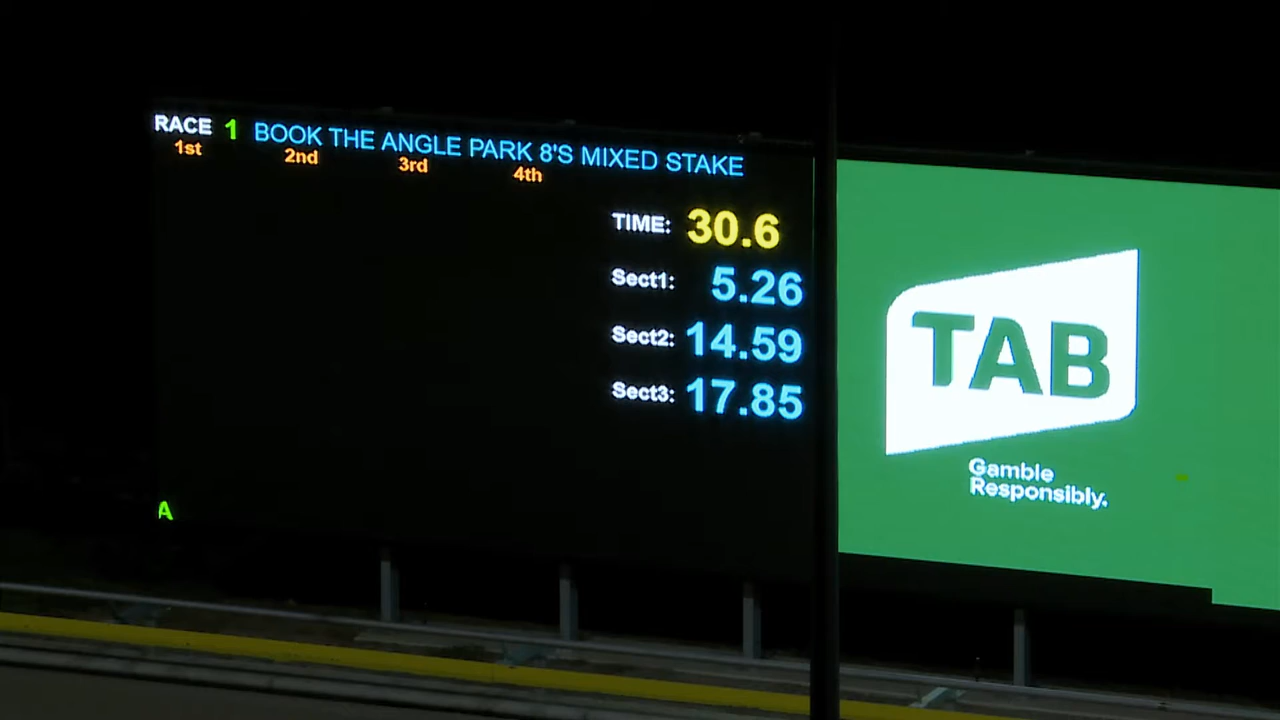 RACE 1 BOOK THE ANGLE PARK 8'S MIXED STAKE
1st 2nd 3rd 4th
TIME: 30.6
Sect1: 5.26
Sect2: 14.59
Sect3: 17.85
A
TAB
Gamble
Responsibly.